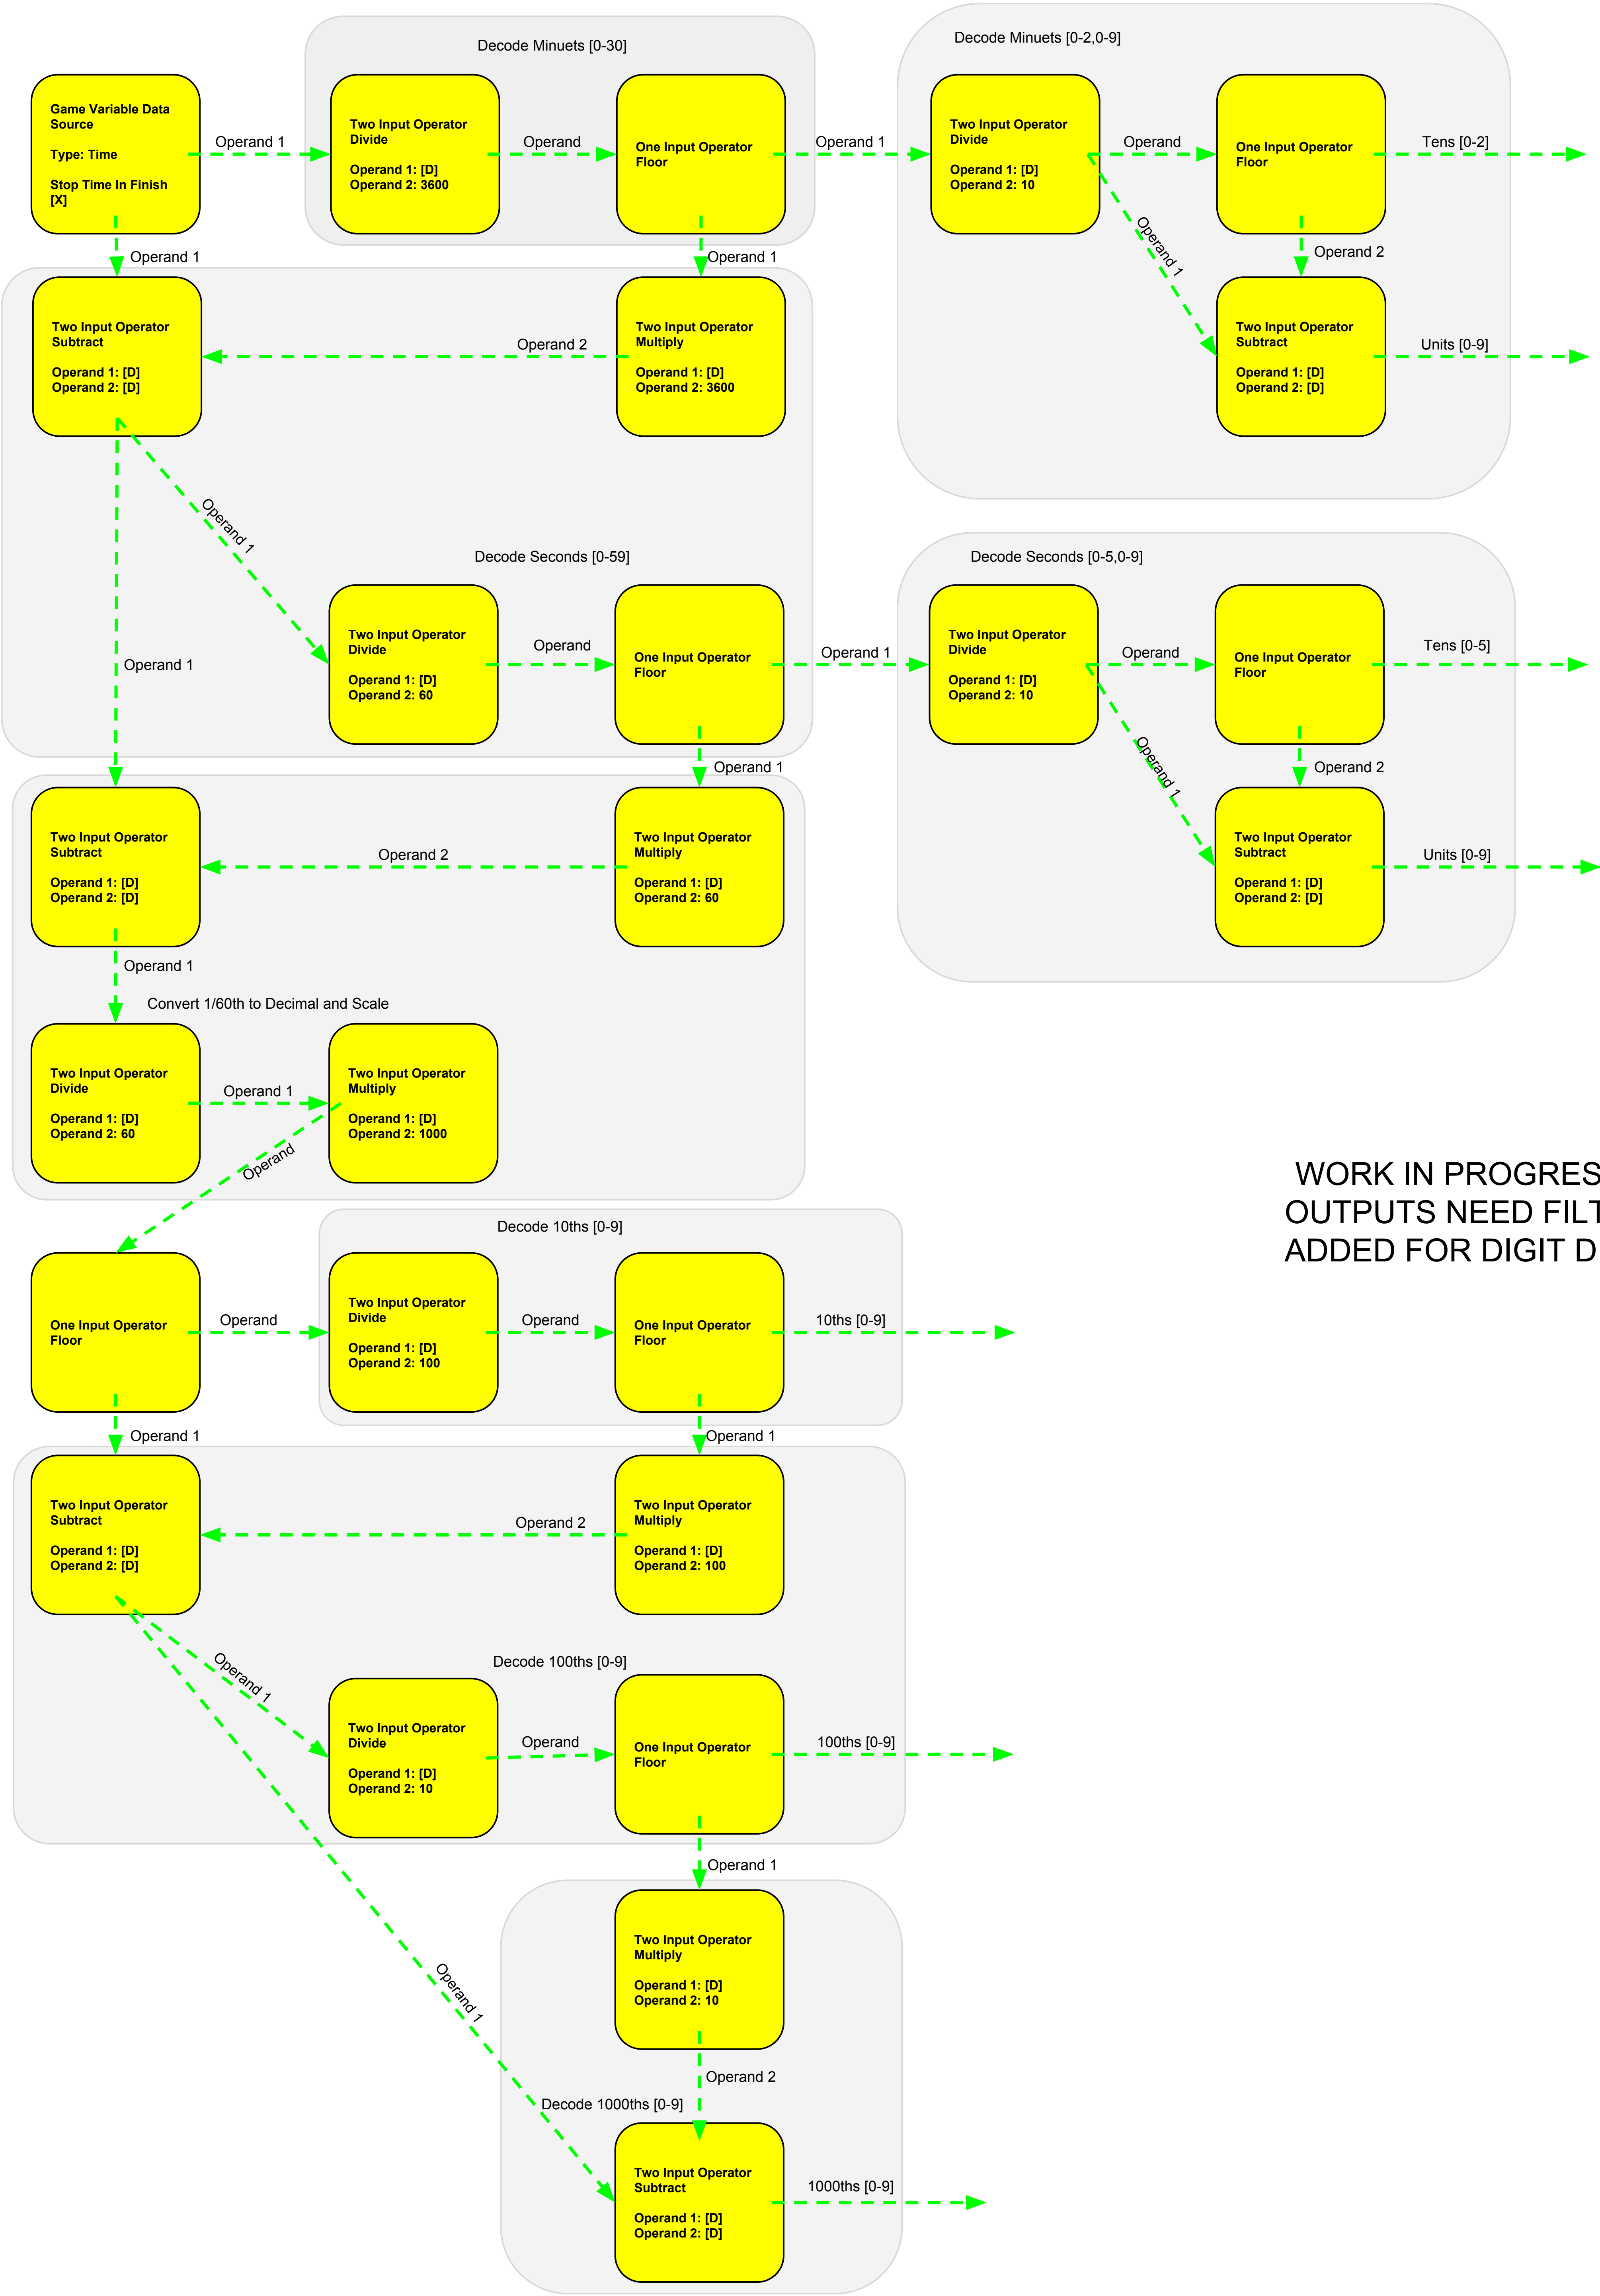 Decode Minuets [0-30]
Decode Minuets [0-2,0-9]
Game Variable Data
Source
Type: Time
Stop Time In Finish
[X]
Operand 1
Two Input Operator
Divide
Operand 1: [D]
Operand 2: 3600
Operand
One Input Operator
Floor
Operand 1
Two Input Operator
Divide
Operand 1: [D]
Operand 2: 10
Operand
One Input Operator
Floor
Tens [0-2]
Operand 1
Operand 1
Operand 1
Operand 2
Two Input Operator
Subtract
Operand 1: [D]
Operand 2: [D]
Operand 2
Two Input Operator
Multiply
Operand 1: [D]
Operand 2: 3600
Two Input Operator
Subtract
Operand 1: [D]
Operand 2: [D]
Units [0-9]
Operand 1
Decode Seconds [0-59]
Decode Seconds [0-5,0-9]
Operand 1
Two Input Operator
Divide
Operand 1: [D]
Operand 2: 60
Operand
One Input Operator
Floor
Operand 1
Two Input Operator
Divide
Operand 1: [D]
Operand 2: 10
Operand
One Input Operator
Floor
Tens [0-5]
Operand 1
Operand 1
Operand 2
Two Input Operator
Subtract
Operand 1: [D]
Operand 2: [D]
Operand 2
Two Input Operator
Multiply
Operand 1: [D]
Operand 2: 60
Two Input Operator
Subtract
Operand 1: [D]
Operand 2: [D]
Units [0-9]
Operand 1
Convert 1/60th to Decimal and Scale
Two Input Operator
Divide
Operand 1: [D]
Operand 2: 60
Operand 1
Two Input Operator
Multiply
Operand 1: [D]
Operand 2: 1000
Operand
WORK IN PROGRES
OUTPUTS NEED FILT
ADDED FOR DIGIT D
Decode 10ths [0-9]
One Input Operator
Floor
Operand
Two Input Operator
Divide
Operand 1: [D]
Operand 2: 100
Operand
One Input Operator
Floor
10ths [0-9]
Operand 1
Operand 1
Two Input Operator
Subtract
Operand 1: [D]
Operand 2: [D]
Operand 2
Two Input Operator
Multiply
Operand 1: [D]
Operand 2: 100
Operand 1
Decode 100ths [0-9]
Two Input Operator
Divide
Operand 1: [D]
Operand 2: 10
Operand
One Input Operator
Floor
100ths [0-9]
Operand 1
Two Input Operator
Multiply
Operand 1: [D]
Operand 2: 10
Operand 1
Operand 2
Decode 1000ths [0-9]
Two Input Operator
Subtract
Operand 1: [D]
Operand 2: [D]
1000ths [0-9]